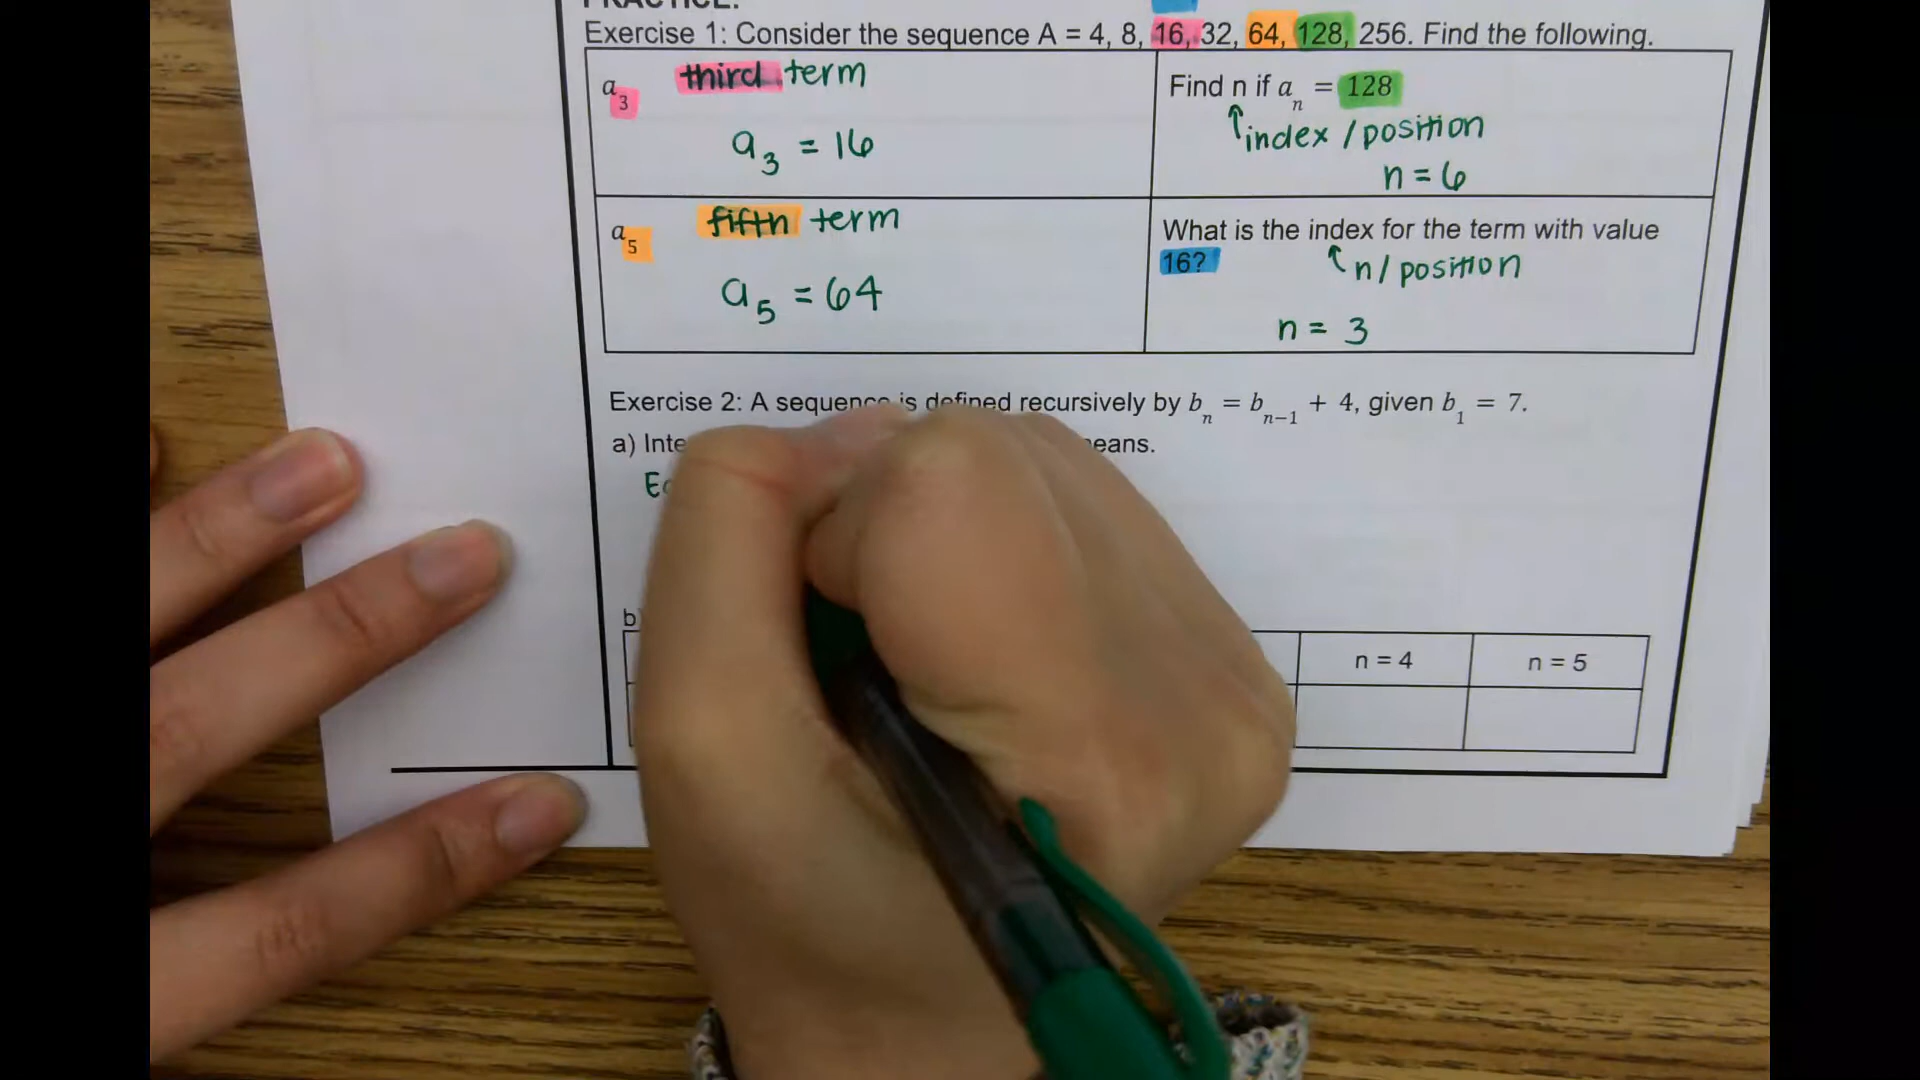 PRACTICE:
Exercise 1: Consider the sequence A = 4, 8, 16, 32, 64, 128, 256. Find the following.
a3 third term
a3 = 16
Find n if an = 128
↑index / position
n = 6
a5 fifth term
a5 = 64
What is the index for the term with value
16? ↑n / position
n = 3
Exercise 2: A sequence is defined recursively by bn = bn−1 + 4, given b1 = 7.
a)
b)
n = 4 n = 5